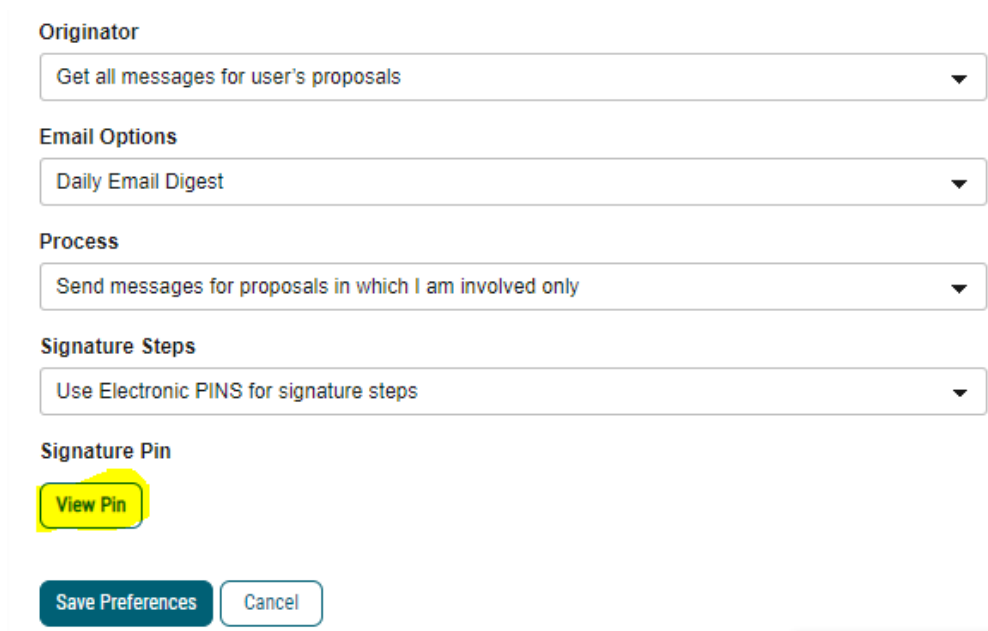 Originator
Get all messages for user's proposals
Email Options
Daily Email Digest
Process
Send messages for proposals in which I am involved only
Signature Steps
Use Electronic PINS for signature steps
Signature Pin
View Pin
Save Preferences Cancel